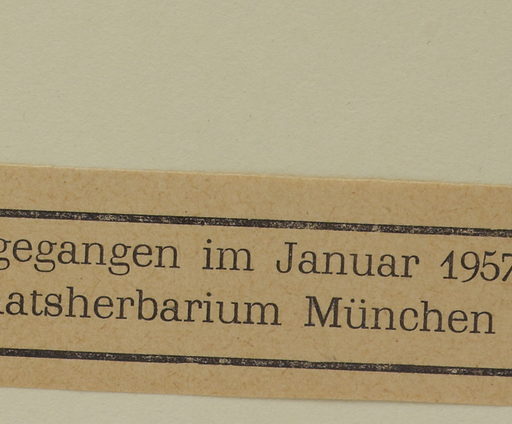 gegangen im Januar 1957
atsherbarium München